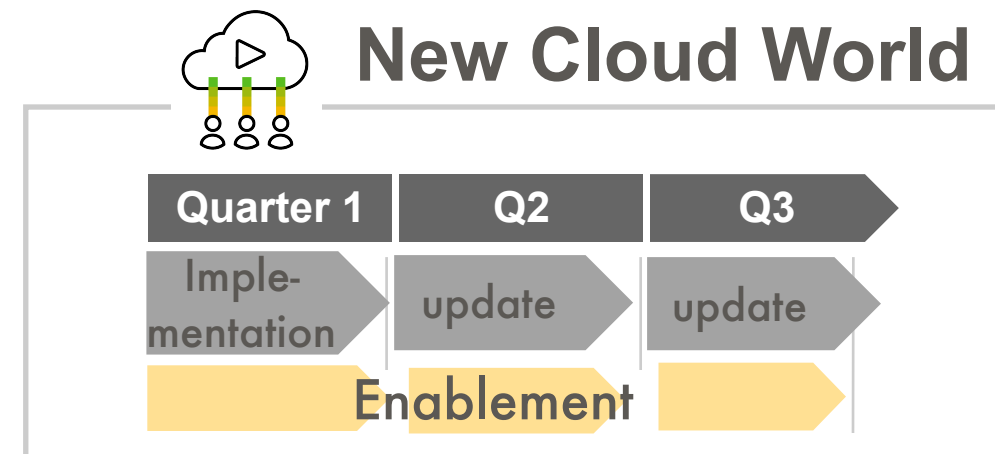 New Cloud World
Quarter 1 Q2 Q3
Imple-
mentation
update
update
Enablement